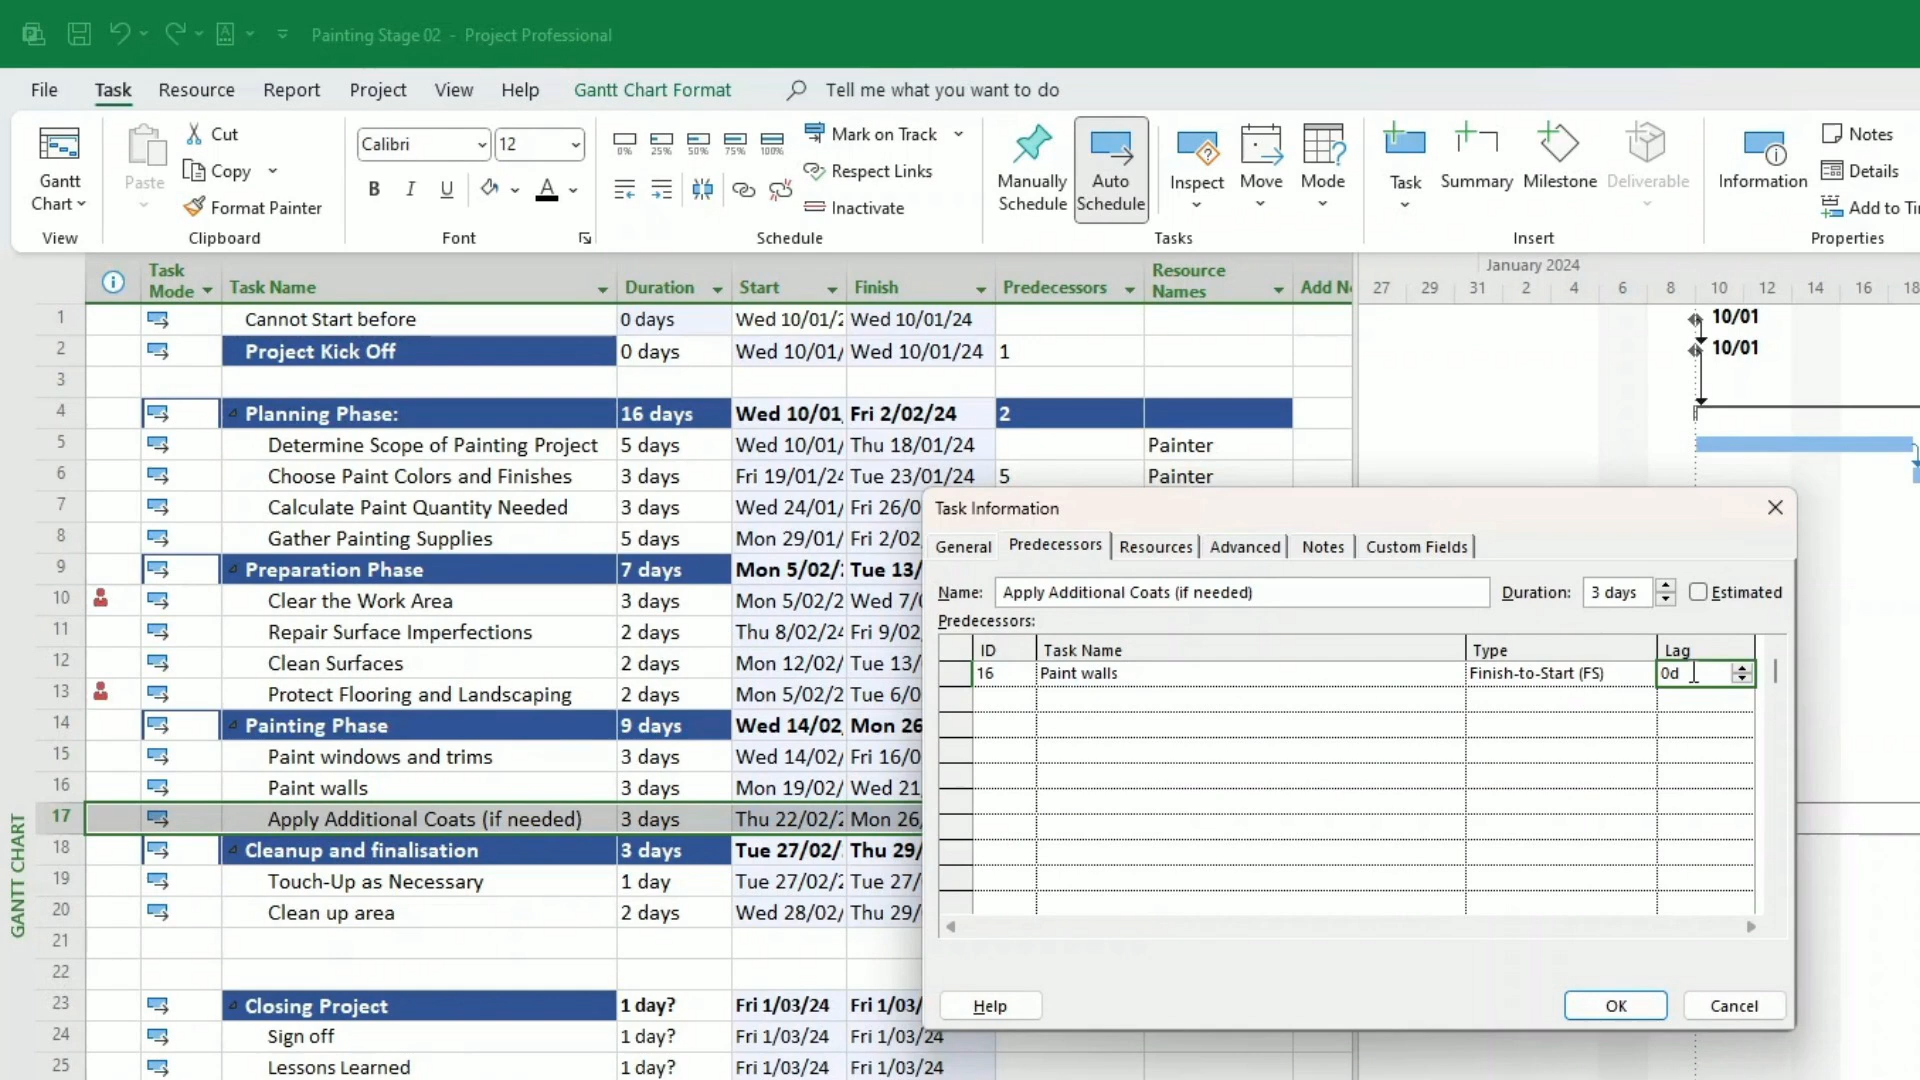 Painting Stage 02 - Project Professional
File Task Resource Report Project View Help Gantt Chart Format Tell me what you want to do
Gantt Chart
View
Paste
Cut
Copy
Format Painter
Clipboard
Calibri 12
B I U A
Font
0% 25% 50% 75% 100%
Mark on Track
Respect Links
Inactivate
Schedule
Manually Schedule
Auto Schedule
Inspect
Move
Mode
Tasks
Task
Summary
Milestone
Deliverable
Insert
Information
Notes
Details
Add to Ti
Properties
Task Mode Task Name Duration Start Finish Predecessors Resource Names Add N
January 2024
27 29 31 2 4 6 8 10 12 14 16 18
1 Cannot Start before 0 days Wed 10/01/2 Wed 10/01/24
10/01
2 Project Kick Off 0 days Wed 10/01/ Wed 10/01/24 1
10/01
3
4 Planning Phase: 16 days Wed 10/01 Fri 2/02/24 2
5 Determine Scope of Painting Project 5 days Wed 10/01/ Thu 18/01/24 Painter
6 Choose Paint Colors and Finishes 3 days Fri 19/01/24 Tue 23/01/24 5 Painter
7 Calculate Paint Quantity Needed 3 days Wed 24/01/ Fri 26/0
8 Gather Painting Supplies 5 days Mon 29/01/ Fri 2/02
9 Preparation Phase 7 days Mon 5/02/ Tue 13/
10 Clear the Work Area 3 days Mon 5/02/2 Wed 7/0
11 Repair Surface Imperfections 2 days Thu 8/02/24 Fri 9/02
12 Clean Surfaces 2 days Mon 12/02/ Tue 13/
13 Protect Flooring and Landscaping 2 days Mon 5/02/2 Tue 6/0
14 Painting Phase 9 days Wed 14/02 Mon 26
15 Paint windows and trims 3 days Wed 14/02/ Fri 16/0
16 Paint walls 3 days Mon 19/02/ Wed 21
17 Apply Additional Coats (if needed) 3 days Thu 22/02/2 Mon 26
18 Cleanup and finalisation 3 days Tue 27/02/ Thu 29/
19 Touch-Up as Necessary 1 day Tue 27/02/2 Tue 27/
20 Clean up area 2 days Wed 28/02/ Thu 29/
21
22
23 Closing Project 1 day? Fri 1/03/24 Fri 1/03/
24 Sign off 1 day? Fri 1/03/24 Fri 1/03/24
25 Lessons Learned 1 day? Fri 1/03/24 Fri 1/03/24
GANTT CHART
Task Information
General Predecessors Resources Advanced Notes Custom Fields
Name: Apply Additional Coats (if needed) Duration: 3 days Estimated
Predecessors:
ID Task Name Type Lag
16 Paint walls Finish-to-Start (FS) 0d
Help OK Cancel